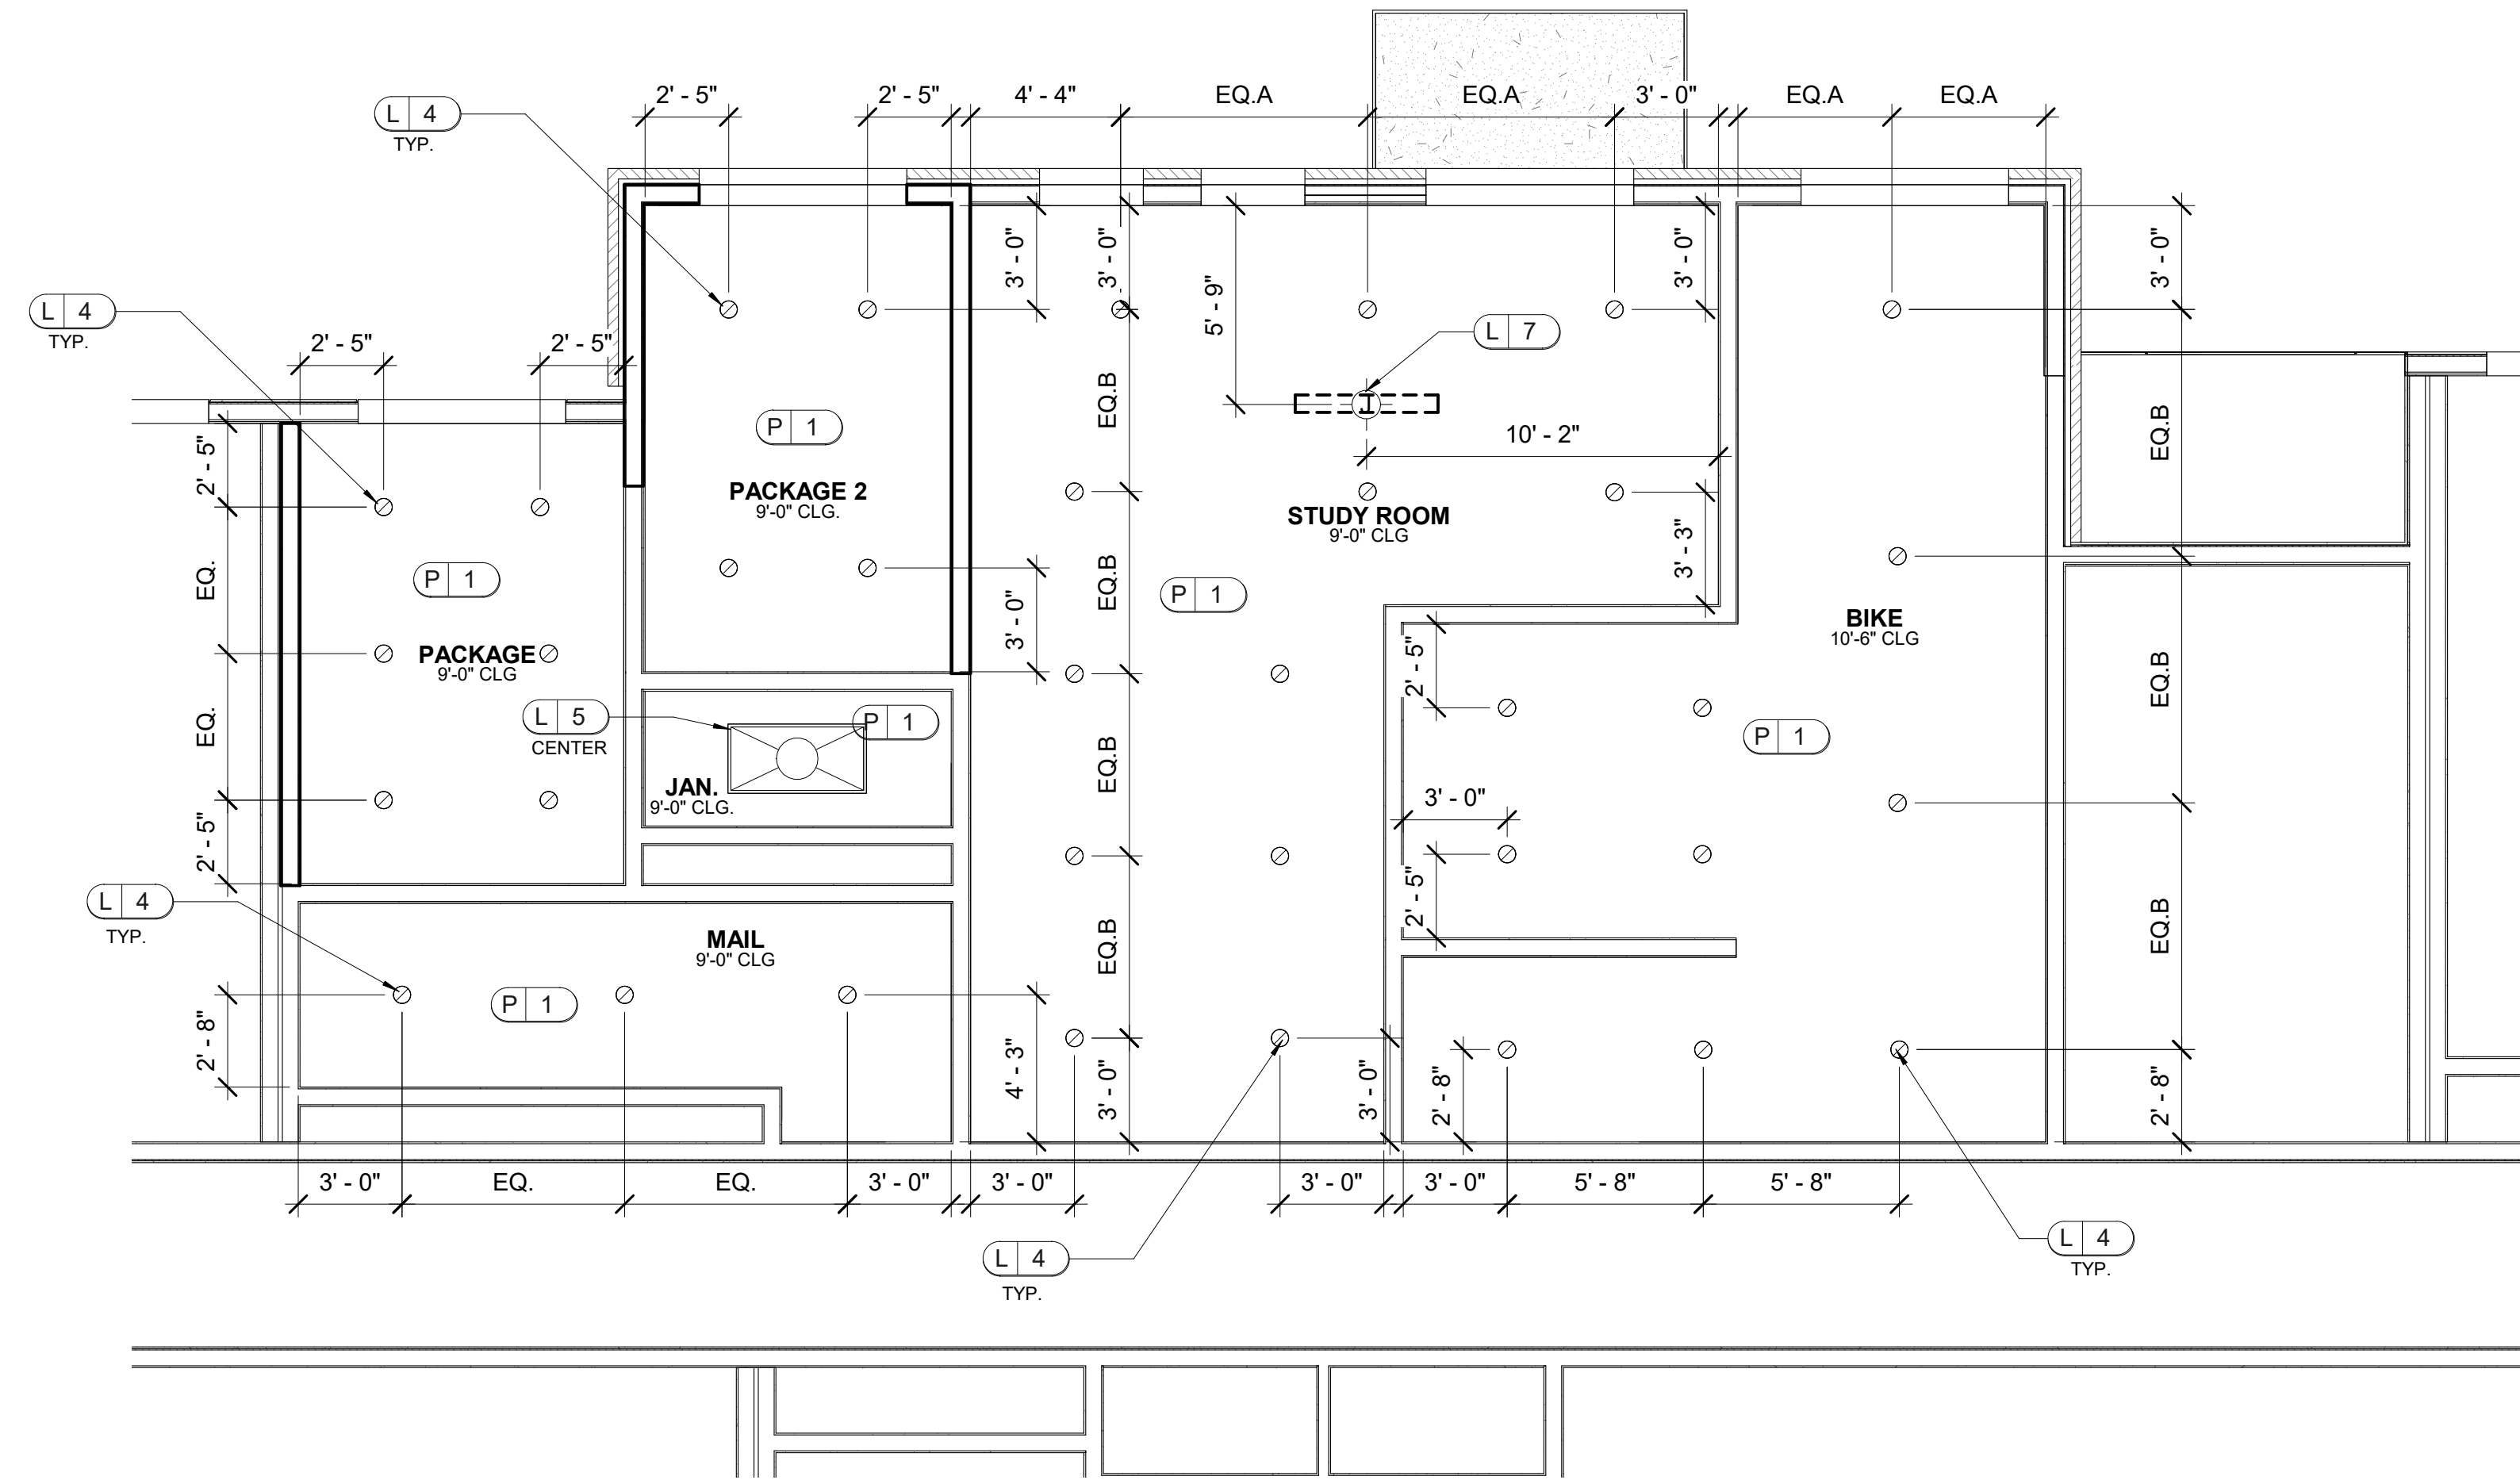 2' - 5"
2' - 5"
4' - 4"
EQ.A
EQ.A
3' - 0"
EQ.A
EQ.A
L 4
TYP.
L 4
TYP.
2' - 5"
2' - 5"
3' - 0"
3' - 0"
5' - 9"
3' - 0"
3' - 0"
L 7
J
10' - 2"
P 1
PACKAGE 2
9'-0" CLG.
STUDY ROOM
9'-0" CLG
2' - 5"
EQ.B
EQ.B
EQ.
P 1
PACKAGE
9'-0" CLG
EQ.B
P 1
3' - 3"
3' - 0"
BIKE
10'-6" CLG
2' - 5"
EQ.B
EQ.
L 5
CENTER
P 1
JAN.
9'-0" CLG.
EQ.B
P 1
3' - 0"
2' - 5"
2' - 5"
L 4
TYP.
MAIL
9'-0" CLG
EQ.B
EQ.B
P 1
2' - 8"
4' - 3"
3' - 0"
3' - 0"
2' - 8"
2' - 8"
3' - 0"
EQ.
EQ.
3' - 0"
3' - 0"
3' - 0"
3' - 0"
5' - 8"
5' - 8"
L 4
TYP.
L 4
TYP.